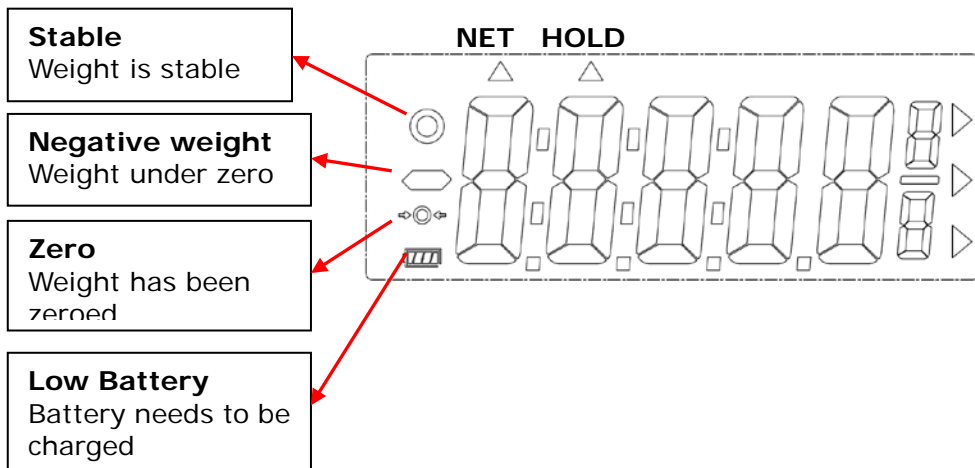 Stable
Weight is stable
NET HOLD
Negative weight
Weight under zero
Zero
Weight has been
zeroed
Low Battery
Battery needs to be
charged